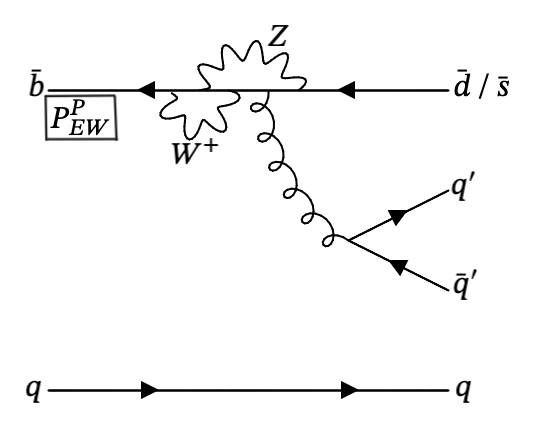 Z
b̄ d̄ / s̄
P^P_EW
W⁺
q′
q̄′
q q